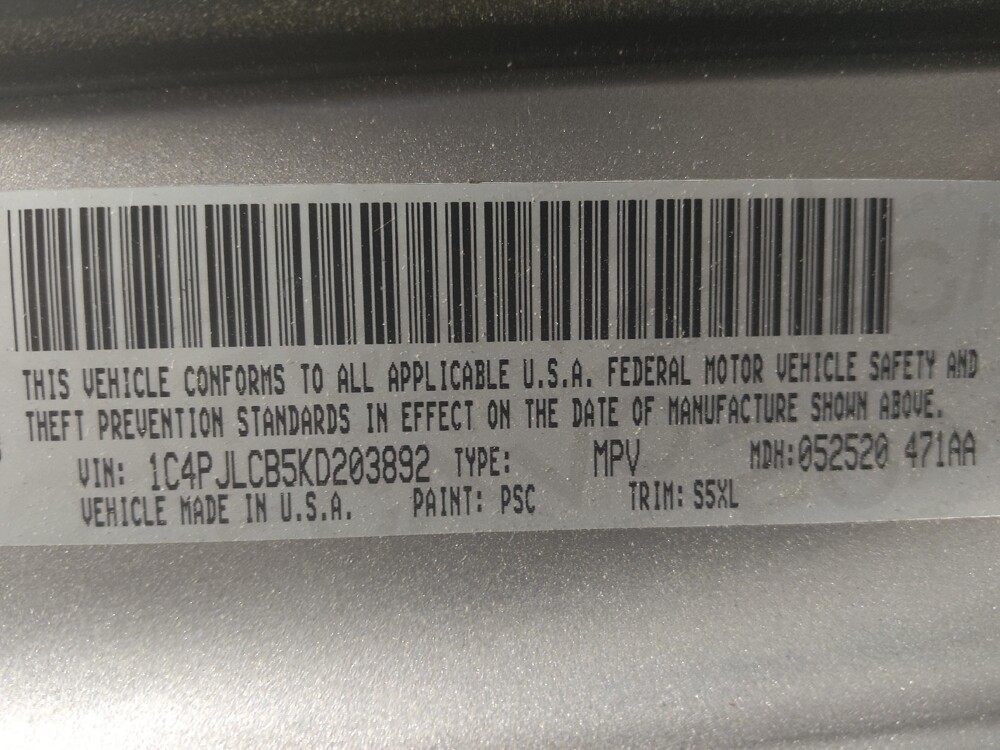 THIS VEHICLE CONFORMS TO ALL APPLICABLE U.S.A. FEDERAL MOTOR VEHICLE SAFETY AND
THEFT PREVENTION STANDARDS IN EFFECT ON THE DATE OF MANUFACTURE SHOWN ABOVE.
VIN: 1C4PJLCB5KD203892 TYPE: MPV MDH:052520 471AA
VEHICLE MADE IN U.S.A. PAINT: PSC TRIM: S5XL